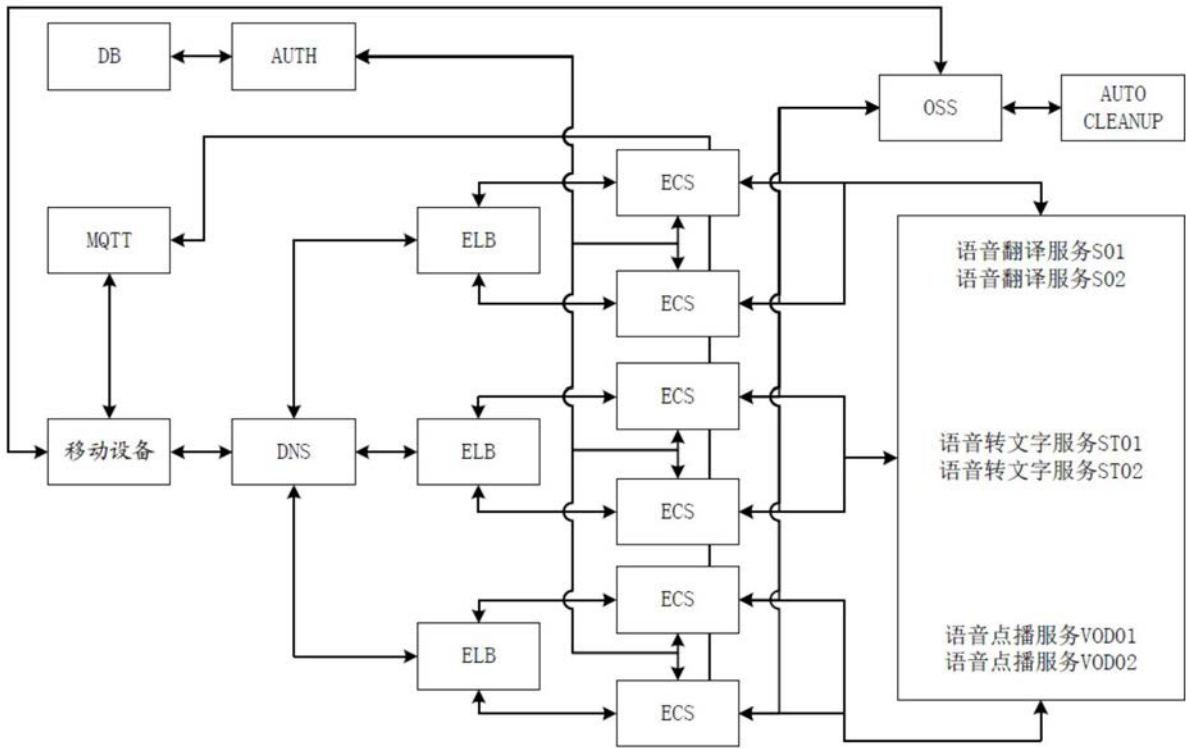 DB
AUTH
OSS
AUTO
CLEANUP
ECS
MQTT
ELB
语音翻译服务S01
语音翻译服务S02
ECS
ECS
移动设备
DNS
ELB
语音转文字服务ST01
语音转文字服务ST02
ECS
ECS
ELB
语音点播服务VOD01
语音点播服务VOD02
ECS